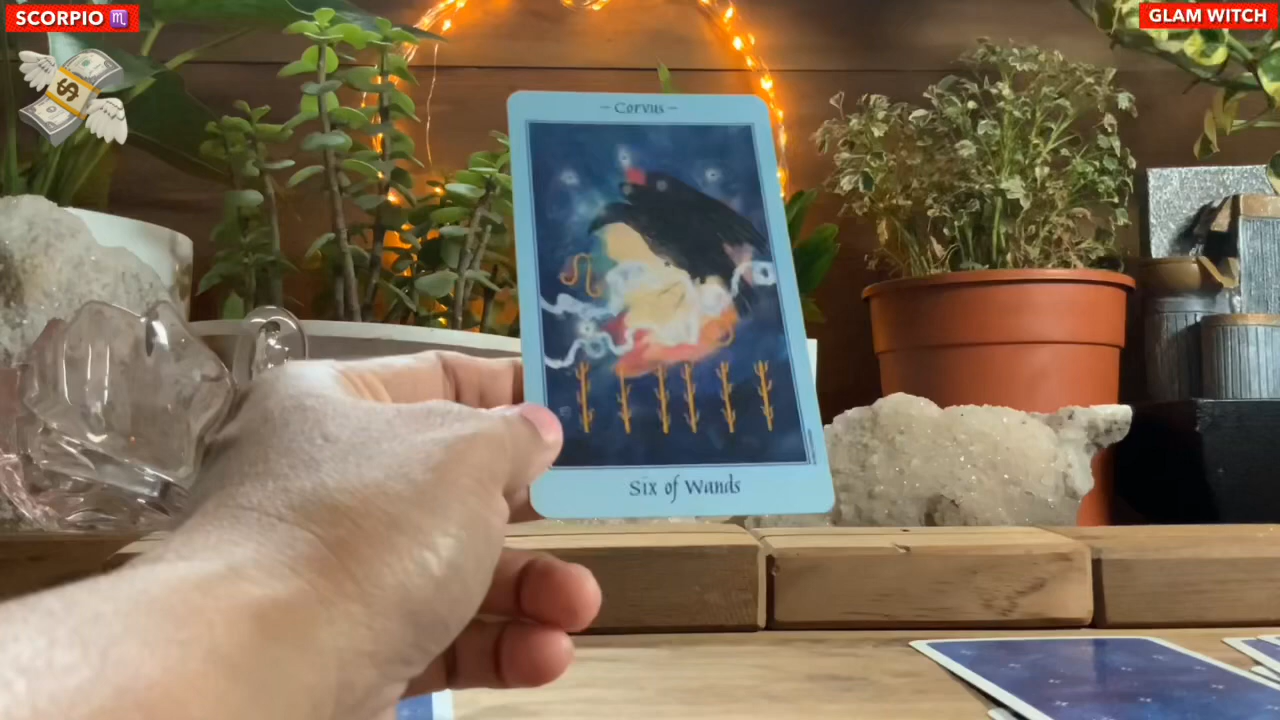 SCORPIO ♏
GLAM WITCH
$
- Corvus -
Six of Wands